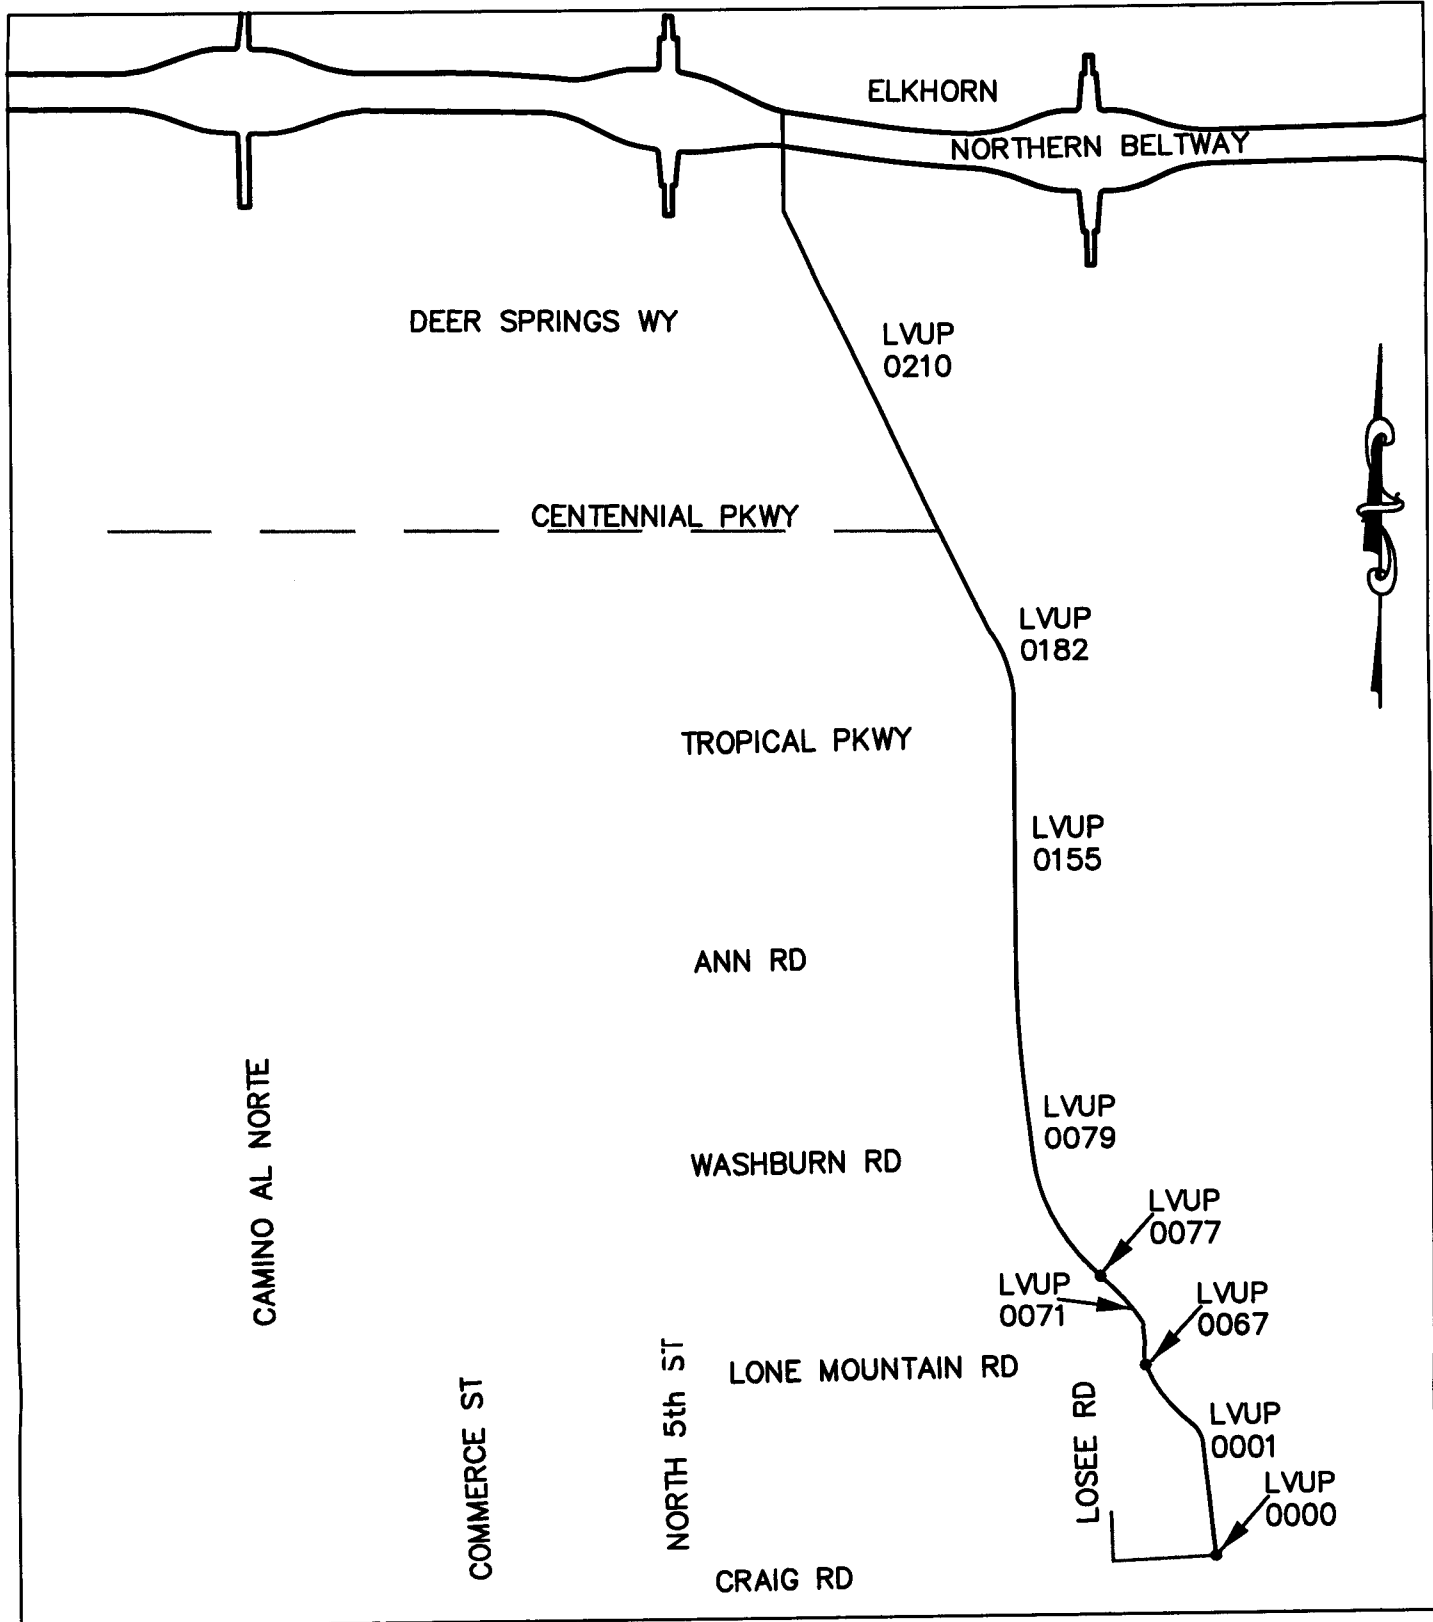 ELKHORN
NORTHERN BELTWAY
DEER SPRINGS WY
LVUP
0210
CENTENNIAL PKWY
LVUP
0182
TROPICAL PKWY
LVUP
0155
ANN RD
CAMINO AL NORTE
LVUP
0079
WASHBURN RD
LVUP
0077
LVUP
0071
LVUP
0067
LONE MOUNTAIN RD
COMMERCE ST
NORTH 5th ST
LOSEE RD
LVUP
0001
LVUP
0000
CRAIG RD